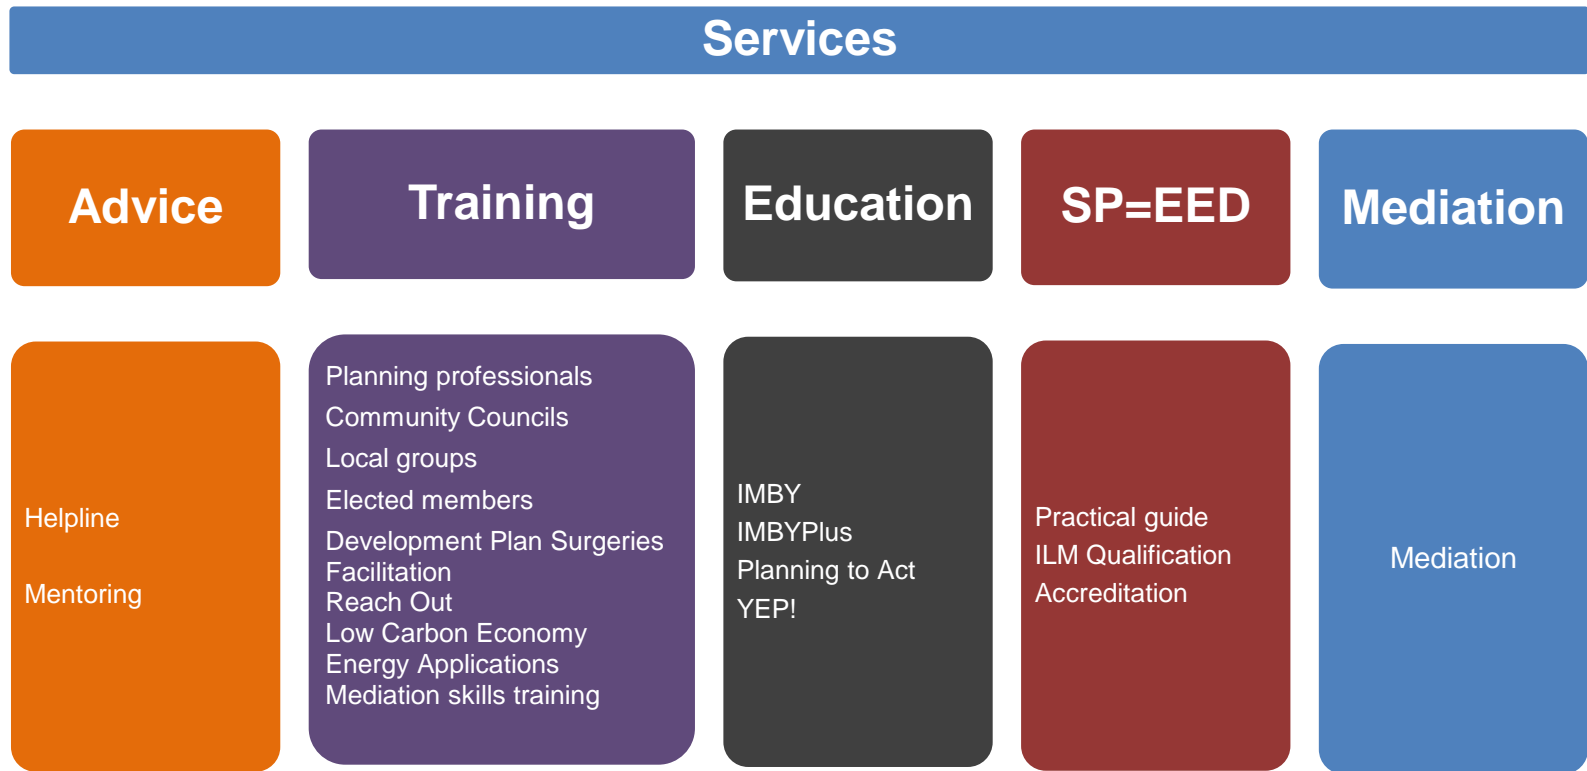 Services
Advice
Training
Education
SP=EED
Mediation
Helpline
Mentoring
Planning professionals
Community Councils
Local groups
Elected members
Development Plan Surgeries
Facilitation
Reach Out
Low Carbon Economy
Energy Applications
Mediation skills training
IMBY
IMBYPlus
Planning to Act
YEP!
Practical guide
ILM Qualification
Accreditation
Mediation